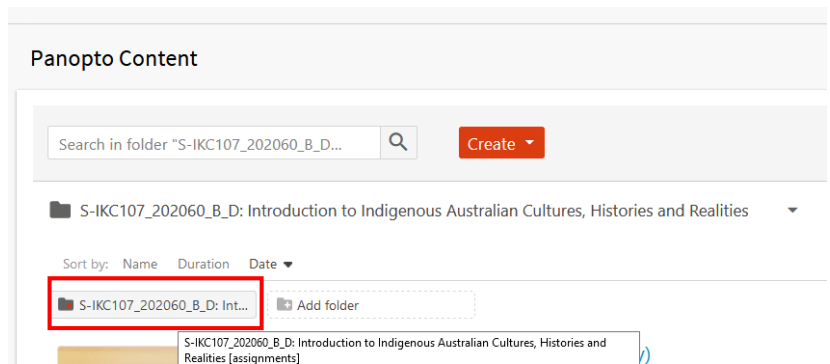 Panopto Content
Search in folder "S-IKC107_202060_B_D...
Create
S-IKC107_202060_B_D: Introduction to Indigenous Australian Cultures, Histories and Realities
Sort by: Name Duration Date
S-IKC107_202060_B_D: Int...
Add folder
S-IKC107_202060_B_D: Introduction to Indigenous Australian Cultures, Histories and
Realities [assignments]